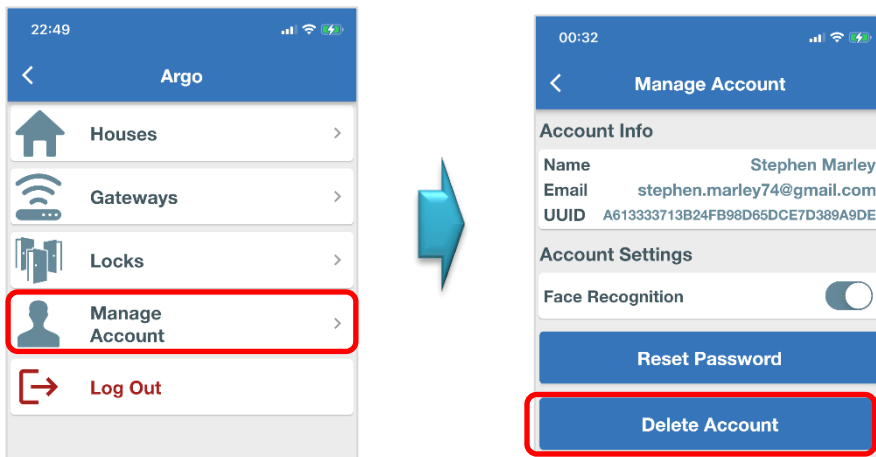 22:49
Argo
Houses
Gateways
Locks
Manage
Account
Log Out
00:32
Manage Account
Account Info
Name Stephen Marley
Email stephen.marley74@gmail.com
UUID A613333713B24FB98D65DCE7D389A9DE
Account Settings
Face Recognition
Reset Password
Delete Account